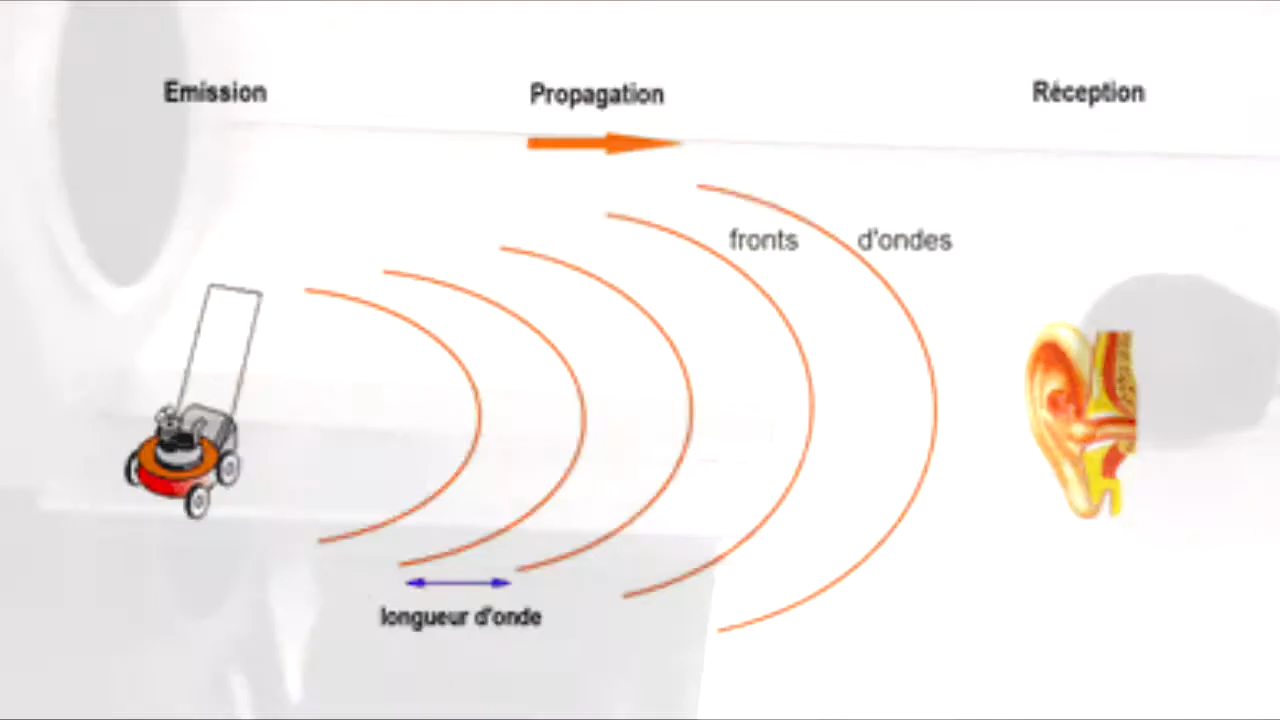 Emission
Propagation
Réception
fronts d'ondes
longueur d'onde